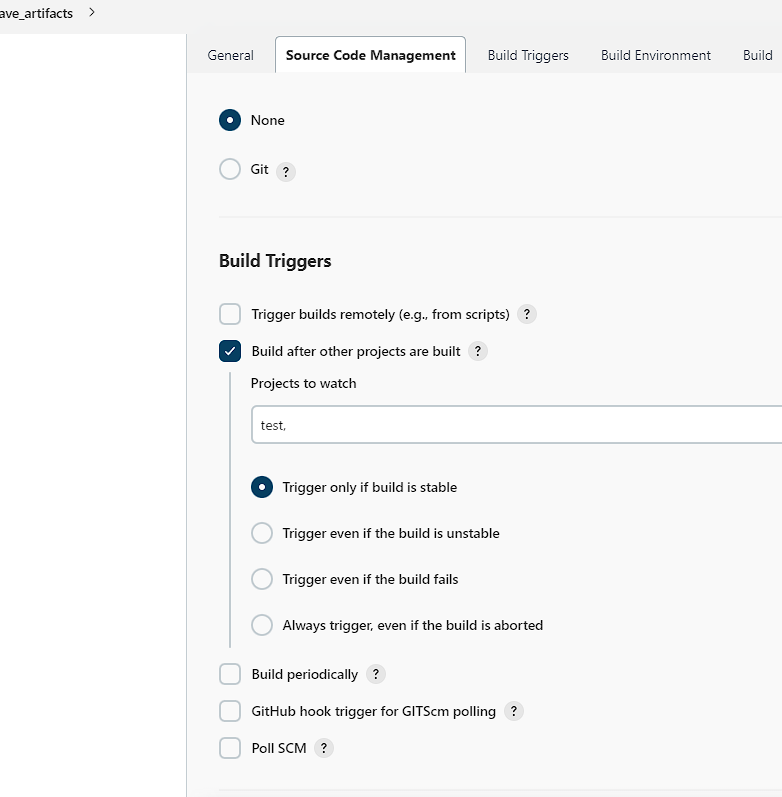 ave_artifacts >
General Source Code Management Build Triggers Build Environment Build
None
Git ?
Build Triggers
Trigger builds remotely (e.g., from scripts) ?
Build after other projects are built ?
Projects to watch
test,
Trigger only if build is stable
Trigger even if the build is unstable
Trigger even if the build fails
Always trigger, even if the build is aborted
Build periodically ?
GitHub hook trigger for GITScm polling ?
Poll SCM ?